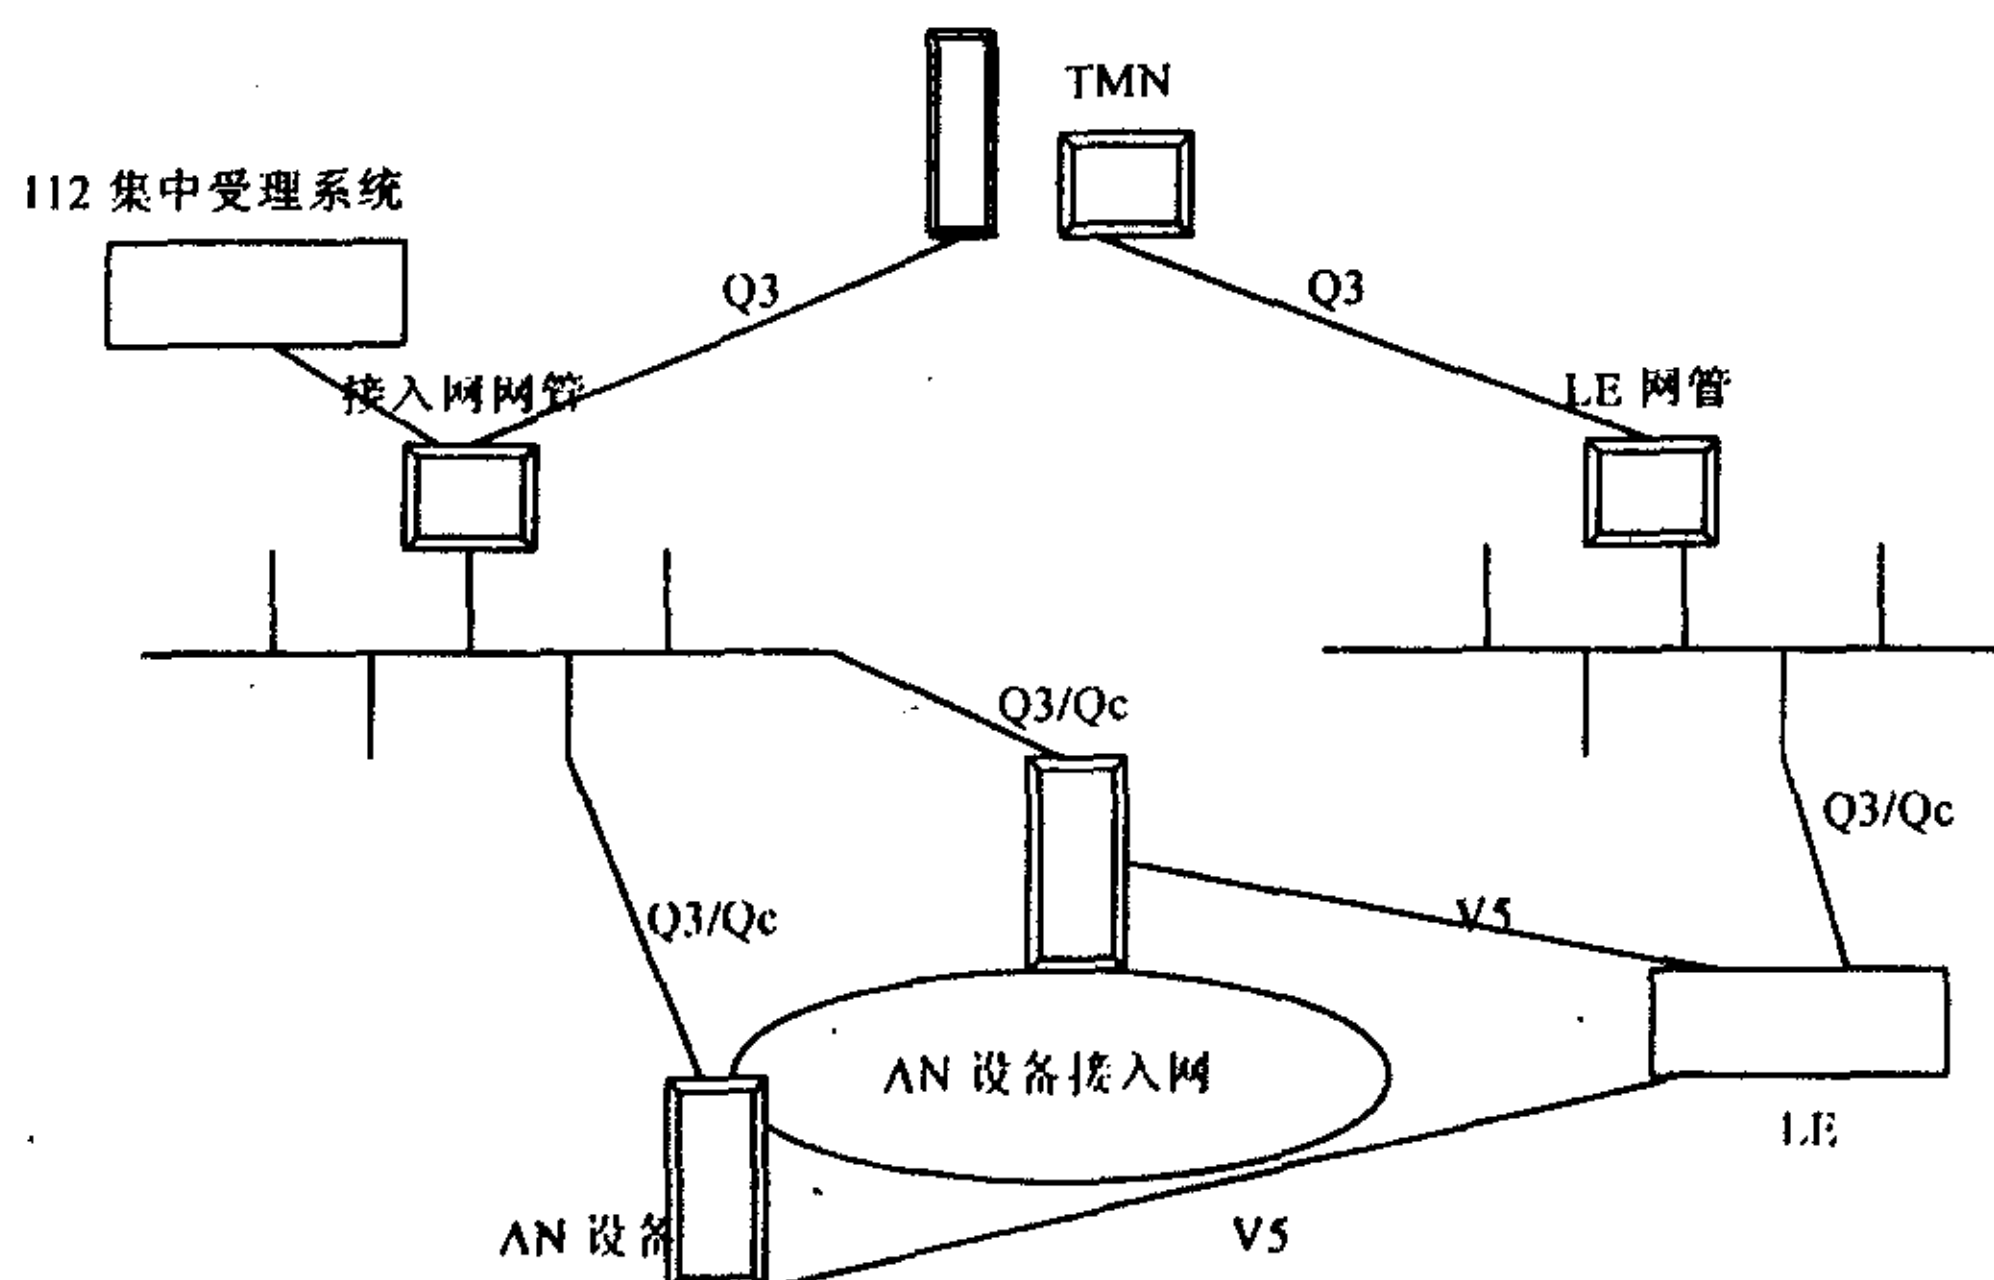 TMN
112 集中受理系统
Q3
Q3
接入网网管
LE 网管
Q3/Qc
Q3/Qc
Q3/Qc
V5
AN 设备接入网
LE
AN 设备
V5